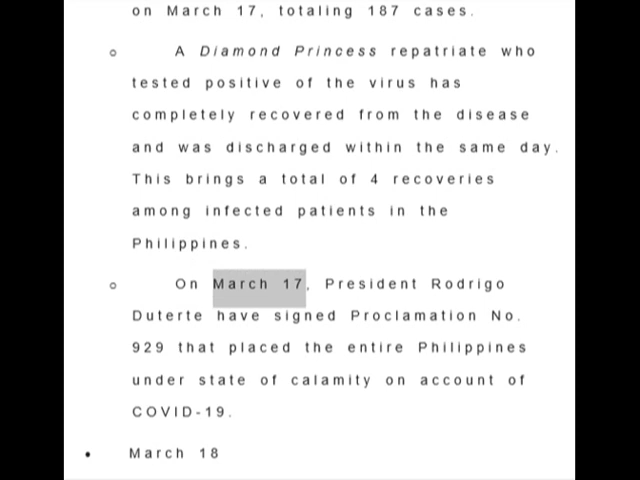 on March 17, totaling 187 cases.
o A Diamond Princess repatriate who
tested positive of the virus has
completely recovered from the disease
and was discharged within the same day.
This brings a total of 4 recoveries
among infected patients in the
Philippines.
o On March 17, President Rodrigo
Duterte have signed Proclamation No.
929 that placed the entire Philippines
under state of calamity on account of
COVID-19.
• March 18